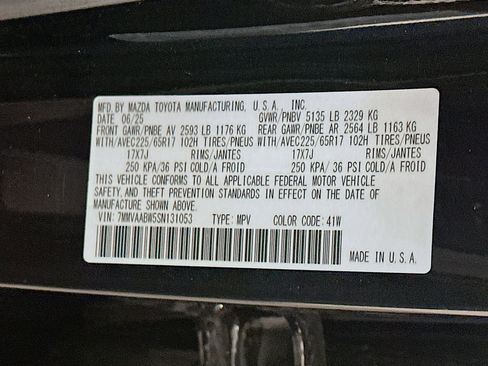 MFD. BY MAZDA TOYOTA MANUFACTURING, U.S.A., INC.
DATE 06/25 GVWR/PNBV 5135 LB 2329 KG
FRONT GAWR/PNBE AV 2593 LB 1176 KG REAR GAWR/PNBE AR 2564 LB 1163 KG
WITH/AVEC225/65R17 102H TIRES/PNEUS WITH/AVEC225/65R17 102H TIRES/PNEUS
17X7J RIMS/JANTES 17X7J RIMS/JANTES
250 KPA/36 PSI COLD/A FROID 250 KPA/36 PSI COLD/A FROID
THIS VEHICLE CONFORMS TO ALL APPLICABLE FEDERAL MOTOR VEHICLE
SAFETY, AND THEFT PREVENTION STANDARDS IN EFFECT ON THE DATE OF
MANUFACTURE SHOWN ABOVE.
VIN: 7MMVAABW5SN131053 TYPE: MPV COLOR CODE: 41W
MADE IN U.S.A.